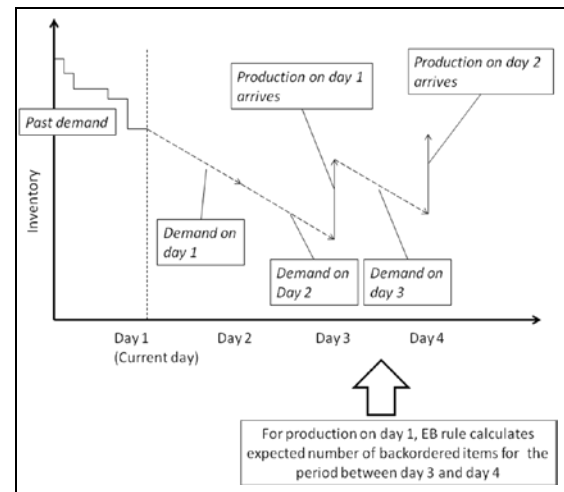 Production on day 1
arrives
Production on day 2
arrives
Past demand
Inventory
Demand on
day 1
Demand on
Day 2
Demand on
day 3
Day 1
(Current day)
Day 2
Day 3
Day 4
For production on day 1, EB rule calculates
expected number of backordered items for the
period between day 3 and day 4